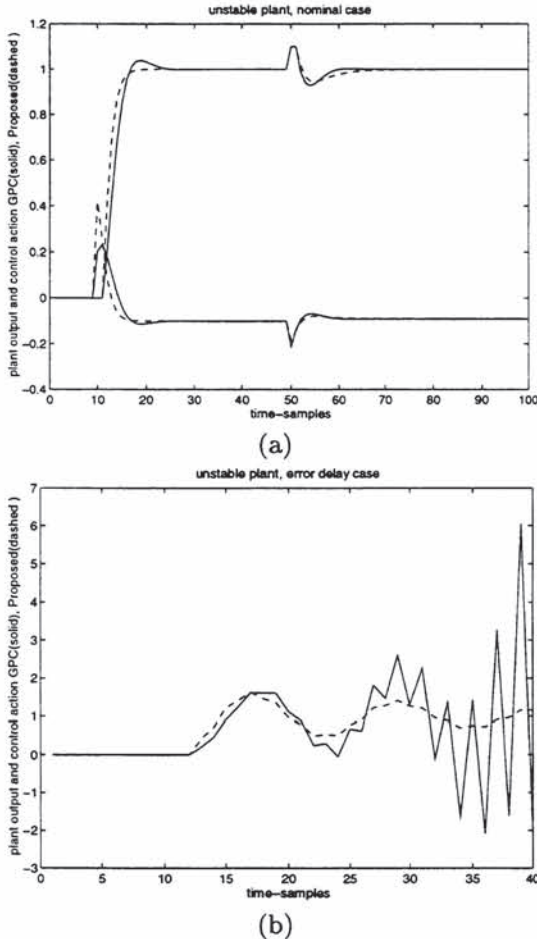 unstable plant, nominal case
plant output and control action GPC(solid), Proposed(dashed )
1.2
1
0.8
0.6
0.4
0.2
0
−0.2
−0.4
0 10 20 30 40 50 60 70 80 90 100
time−samples
(a)
unstable plant, error delay case
plant output and control action GPC(solid), Proposed(dashed )
7
6
5
4
3
2
1
0
−1
−2
−3
0 5 10 15 20 25 30 35 40
time−samples
(b)